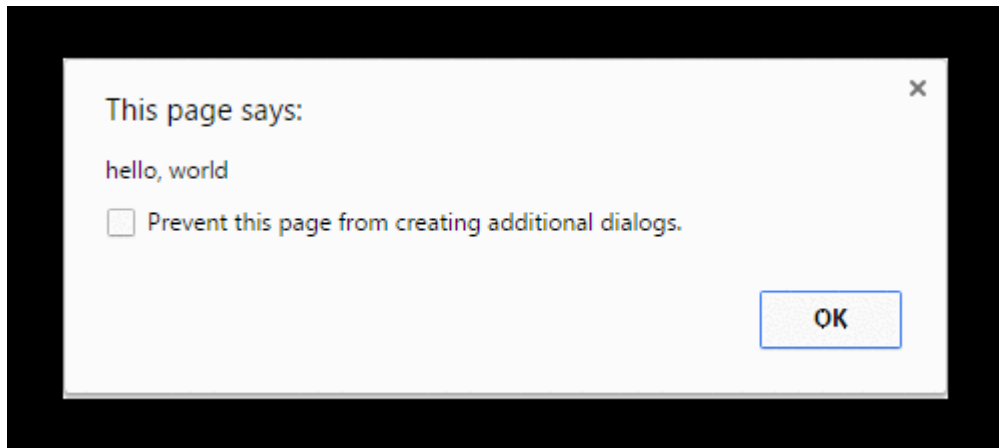 This page says:
hello, world
Prevent this page from creating additional dialogs.
OK